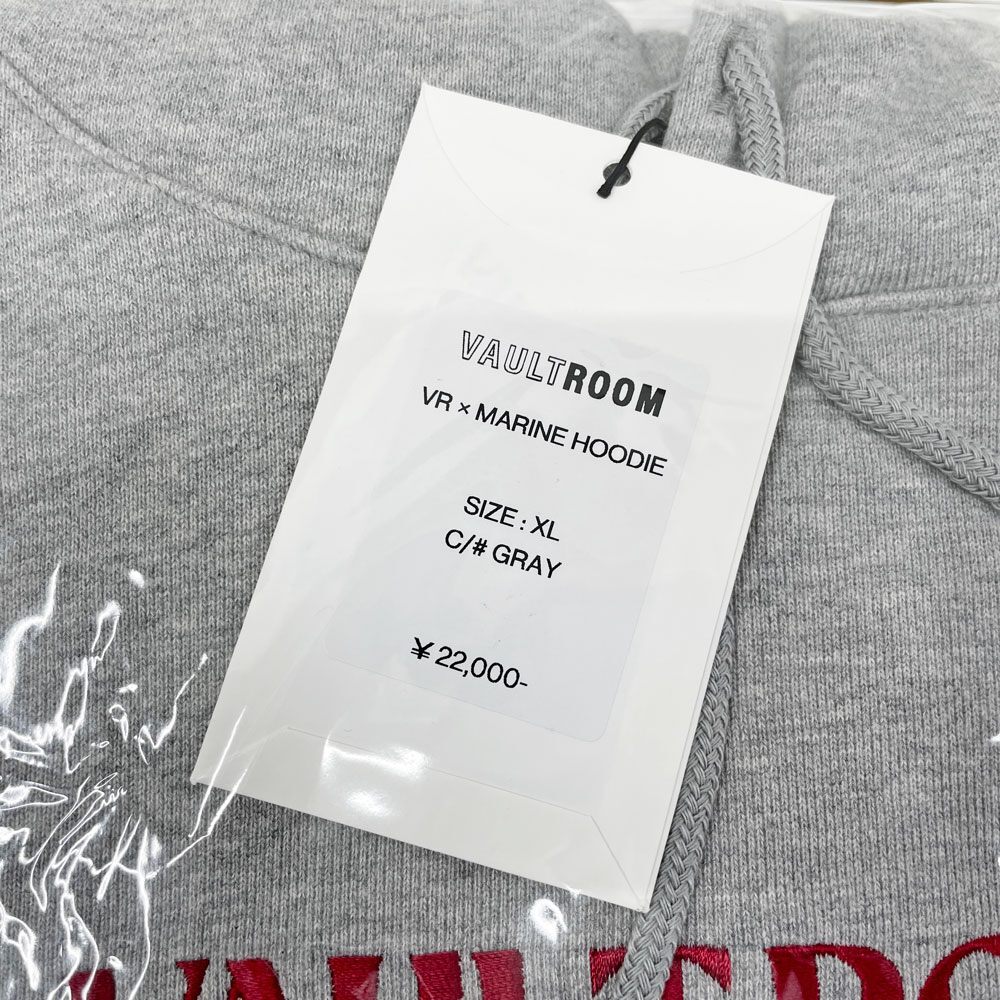 VAULTROOM
VR × MARINE HOODIE
SIZE : XL
C/# GRAY
¥ 22,000-